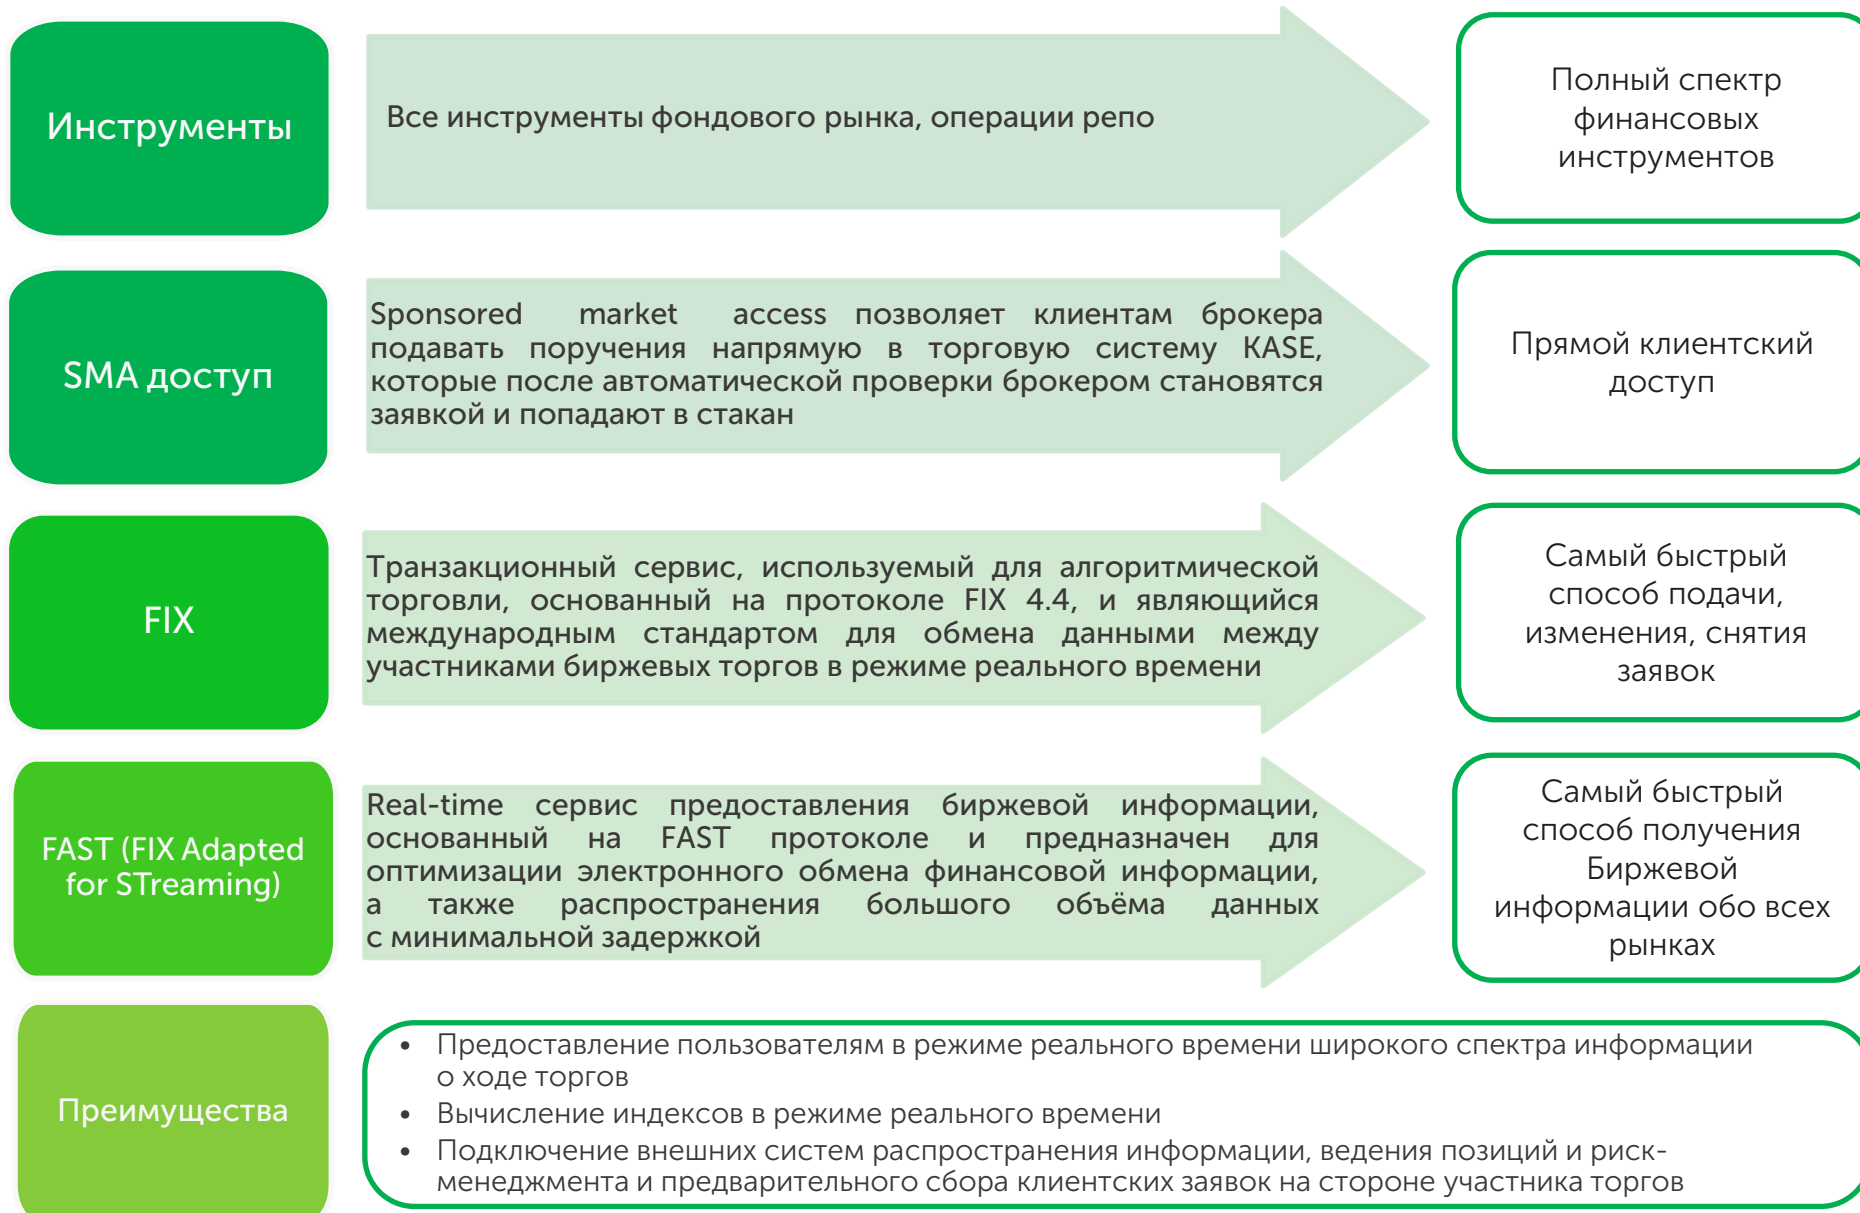 Инструменты
Все инструменты фондового рынка, операции репо
Полный спектр
финансовых
инструментов
SMA доступ
Sponsored market access позволяет клиентам брокера
подавать поручения напрямую в торговую систему KASE,
которые после автоматической проверки брокером становятся
заявкой и попадают в стакан
Прямой клиентский
доступ
FIX
Транзакционный сервис, используемый для алгоритмической
торговли, основанный на протоколе FIX 4.4, и являющийся
международным стандартом для обмена данными между
участниками биржевых торгов в режиме реального времени
Самый быстрый
способ подачи,
изменения, снятия
заявок
FAST (FIX Adapted
for STreaming)
Real-time сервис предоставления биржевой информации,
основанный на FAST протоколе и предназначен для
оптимизации электронного обмена финансовой информации,
а также распространения большого объёма данных
с минимальной задержкой
Самый быстрый
способ получения
Биржевой
информации обо всех
рынках
Преимущества
• Предоставление пользователям в режиме реального времени широкого спектра информации
о ходе торгов
• Вычисление индексов в режиме реального времени
• Подключение внешних систем распространения информации, ведения позиций и риск-
менеджмента и предварительного сбора клиентских заявок на стороне участника торгов